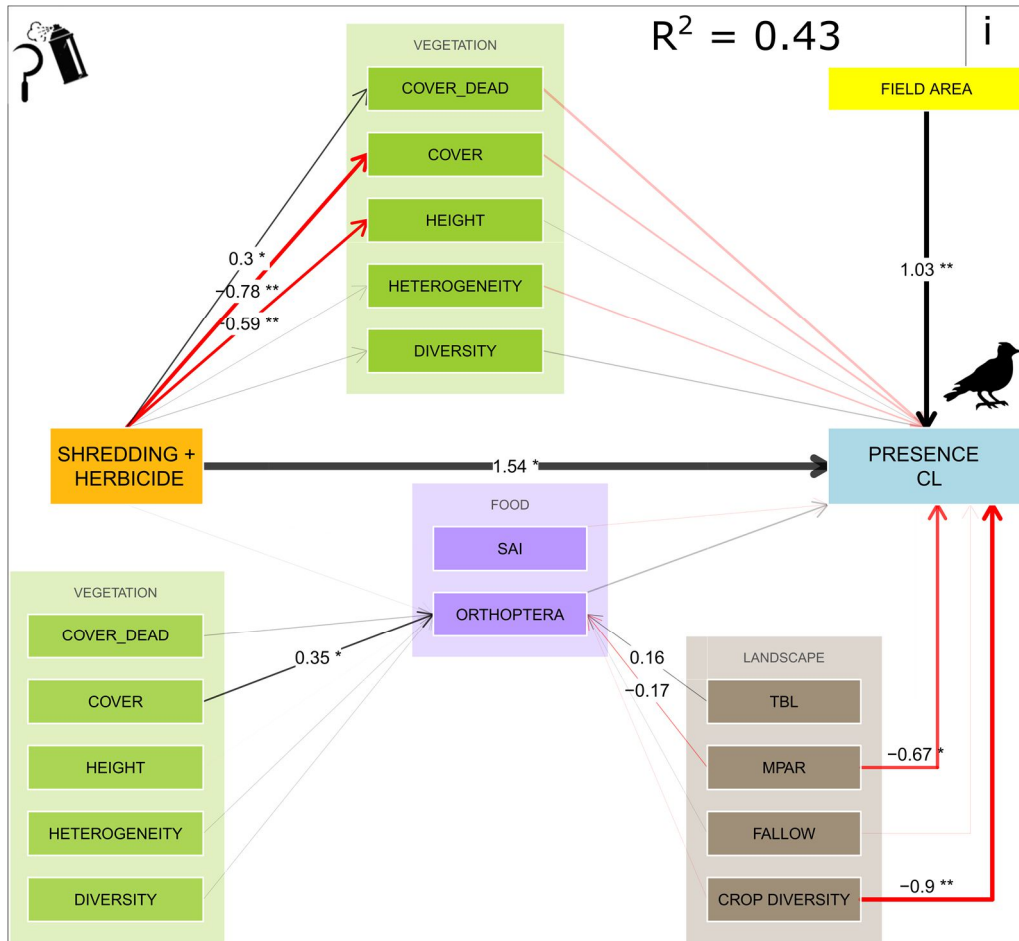 R² = 0.43
i
VEGETATION
COVER_DEAD
COVER
HEIGHT
HETEROGENEITY
DIVERSITY
FIELD AREA
0.3 *
−0.78 **
−0.59 **
1.03 **
SHREDDING +
HERBICIDE
1.54 *
PRESENCE
CL
FOOD
SAI
ORTHOPTERA
VEGETATION
COVER_DEAD
COVER
HEIGHT
HETEROGENEITY
DIVERSITY
0.35 *
0.16
−0.17
LANDSCAPE
TBL
MPAR
FALLOW
CROP DIVERSITY
−0.67 *
−0.9 **